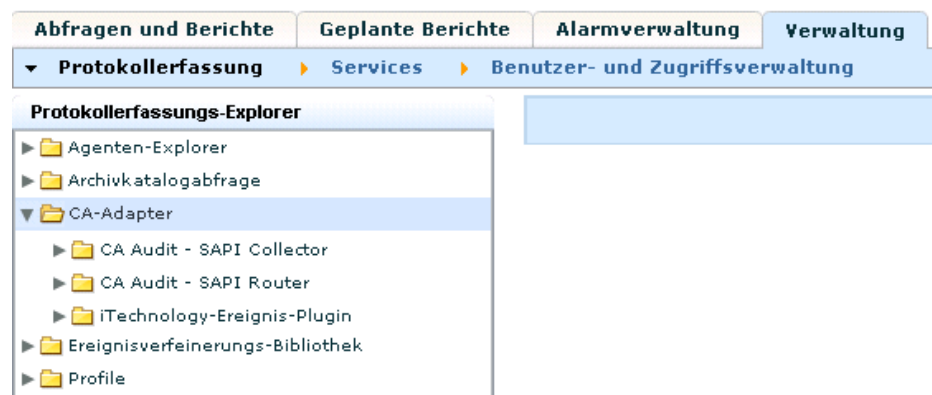 Abfragen und Berichte Geplante Berichte Alarmverwaltung Verwaltung
Protokollerfassung Services Benutzer- und Zugriffsverwaltung
Protokollerfassungs-Explorer
Agenten-Explorer
Archivkatalogabfrage
CA-Adapter
CA Audit - SAPI Collector
CA Audit - SAPI Router
iTechnology-Ereignis-Plugin
Ereignisverfeinerungs-Bibliothek
Profile